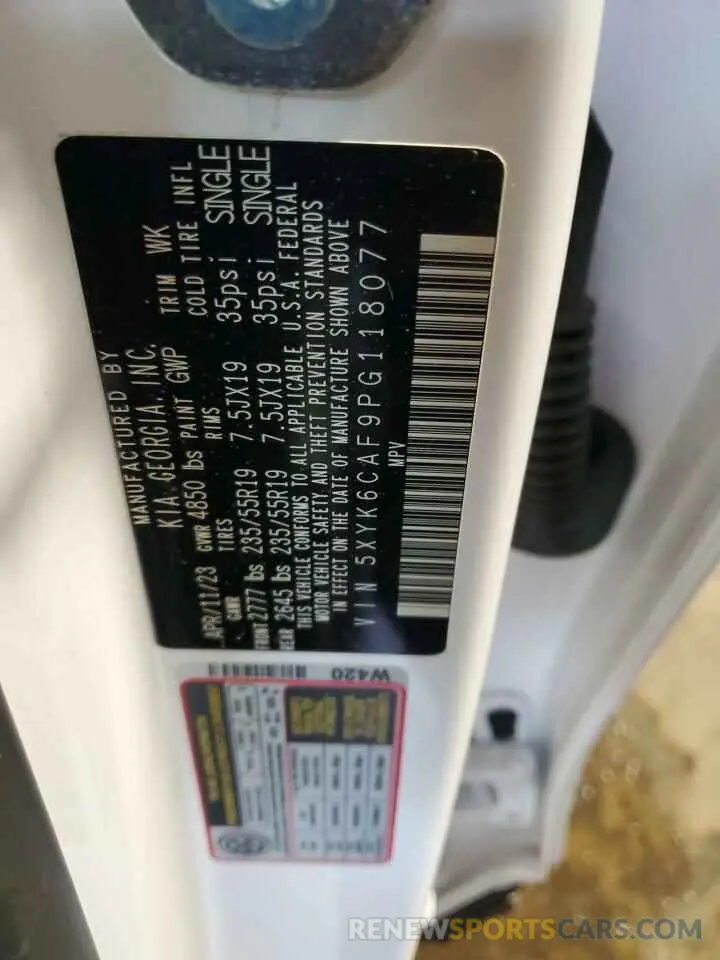 MANUFACTURED BY
KIA GEORGIA, INC.
APR/11/23 GVWR 4850 lbs PAINT GWP TRIM WK
GAWR TIRES RIMS COLD TIRE INFL
FRONT 2777 lbs 235/55R19 7.5JX19 35psi SINGLE
REAR 2645 lbs 235/55R19 7.5JX19 35psi SINGLE
THIS VEHICLE CONFORMS TO ALL APPLICABLE U.S.A. FEDERAL
MOTOR VEHICLE SAFETY AND THEFT PREVENTION STANDARDS
IN EFFECT ON THE DATE OF MANUFACTURE SHOWN ABOVE
VIN 5XYK6CAF9PG118077
MPV
W420
RENEWSPORTSCARS.COM